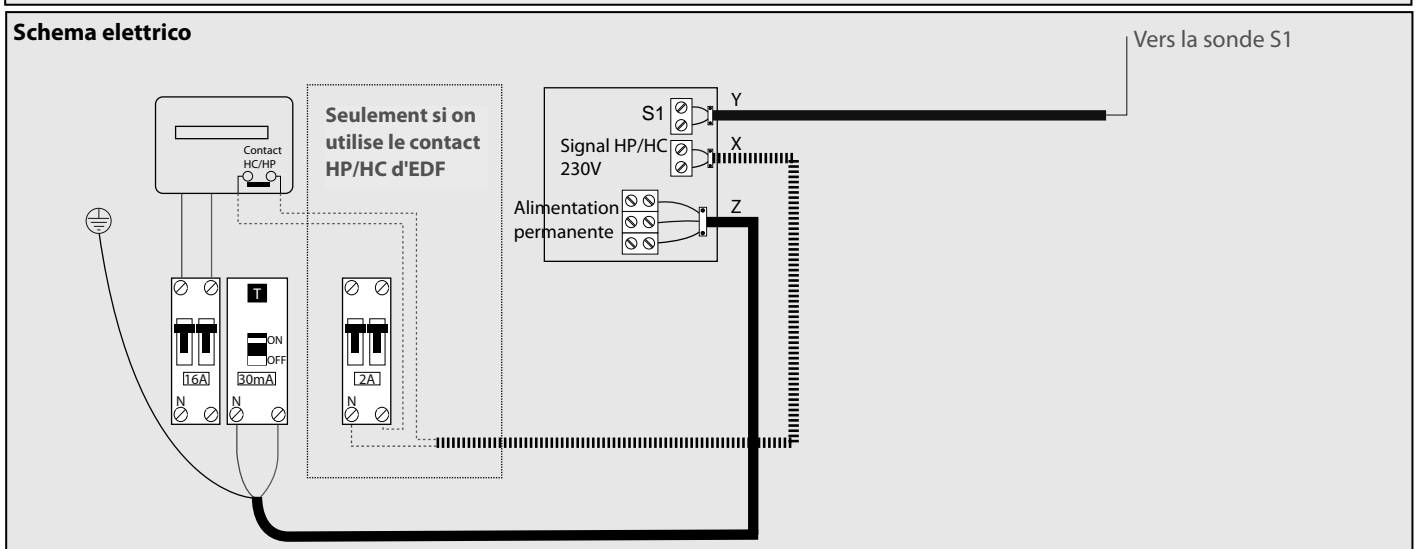 Schema elettrico
Vers la sonde S1
Contact
HC/HP
Seulement si on
utilise le contact
HP/HC d'EDF
S1
Y
Signal HP/HC
230V
X
Alimentation
permanente
Z
T
ON
OFF
16A
30mA
2A
N
N
N